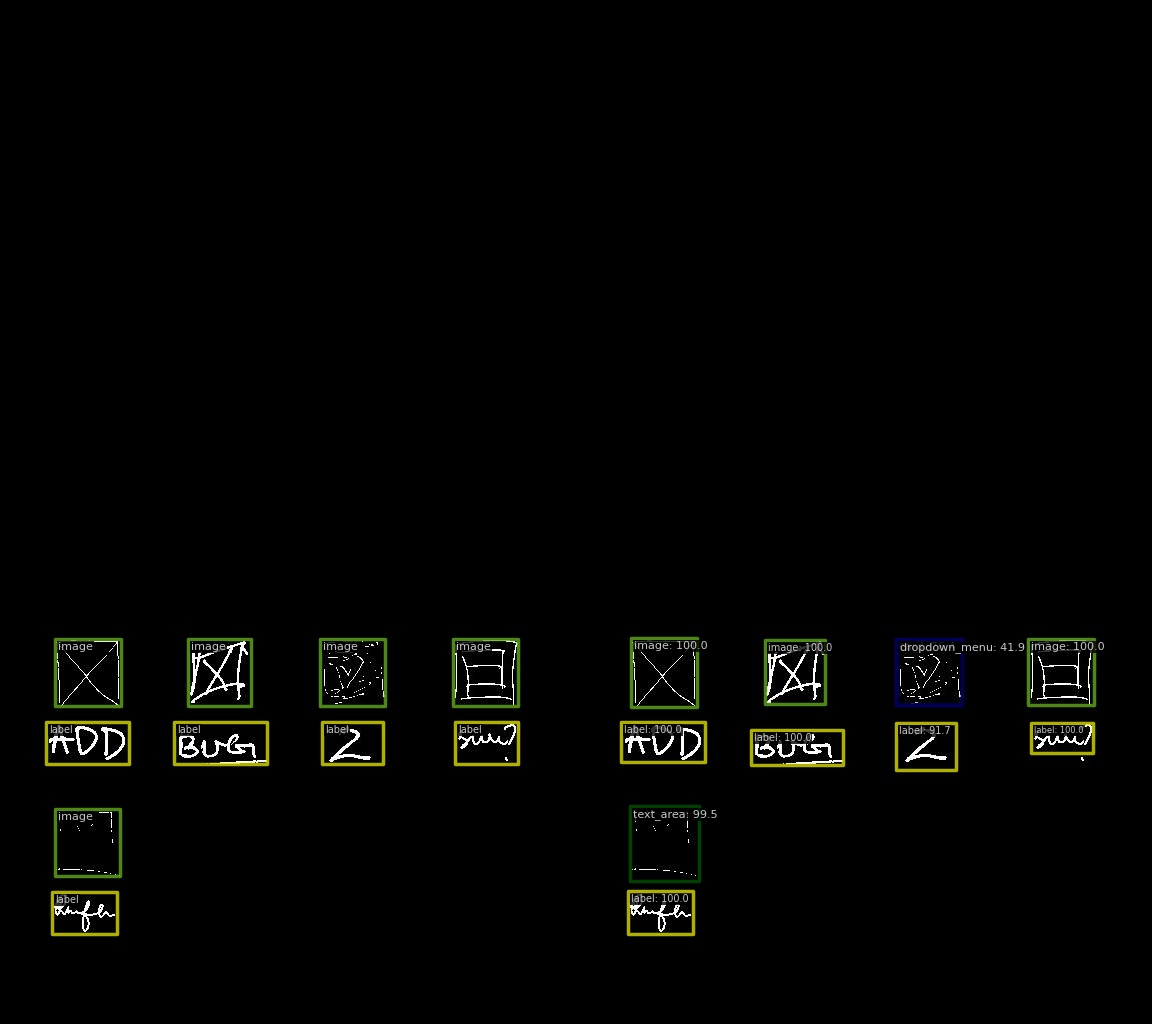 image image image image image: 100.0 image: 100.0 dropdown_menu: 41.9 image: 100.0
label label label label label: 100.0 label: 100.0 label: 91.7 label: 100.0
ADD BUG 2
image text_area: 99.5
label label: 100.0